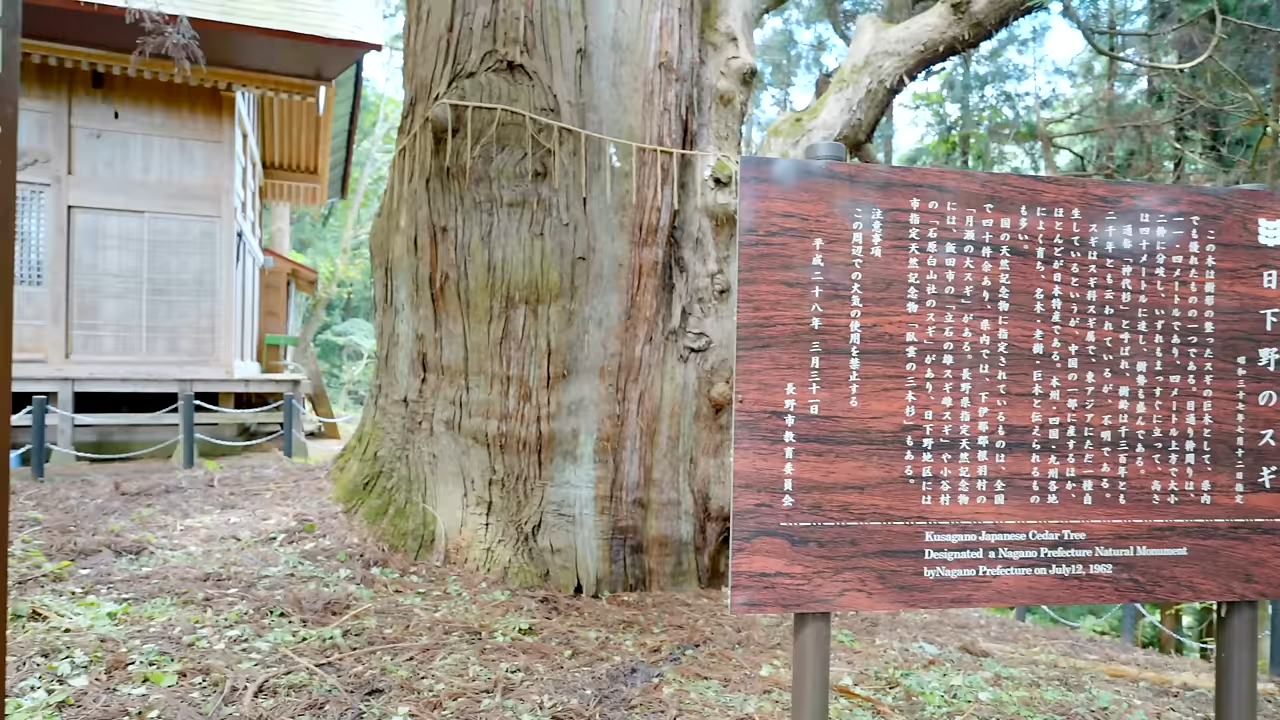 日下野のスギ
昭和三十七年七月十二日指定
この木は樹形の整ったスギの巨木として、県内
でも優れたものの一つである。目通り幹周りは、
一一・四メートルであり、四メートル上方で大小
二幹に分岐し、いずれもまっすぐに立って、高さ
は四十メートルに達し、樹勢も盛んである。
通俗「神代杉」と呼ばれ、樹齢は千三百年とも
二千年とも云われているが、不明である。
スギはスギ科スギ属で、東アジアにただ一種自
生しているというが、中国の一部に産するほか、
ほとんどが日本特産である。本州・四国・九州各地
によく育ち、名木・老樹・巨木と伝えられるもの
も多い。
国の天然記念物に指定されているものは、全国
で四十件余あり、県内では、下伊那郡根羽村の
「月瀬の大スギ」がある。長野県指定天然記念物
には、飯田市の「立石の雄スギ雌スギ」や小谷村
の「石原白山社のスギ」があり、日下野地区には
市指定天然記念物「臥雲の三本杉」もある。
注意事項
この周辺での火気の使用を禁止する
平成二十八年 三月三十一日
長野市教育委員会
Kusagano Japanese Cedar Tree
Designated a Nagano Prefecture Natural Monument
byNagano Prefecture on July12, 1962